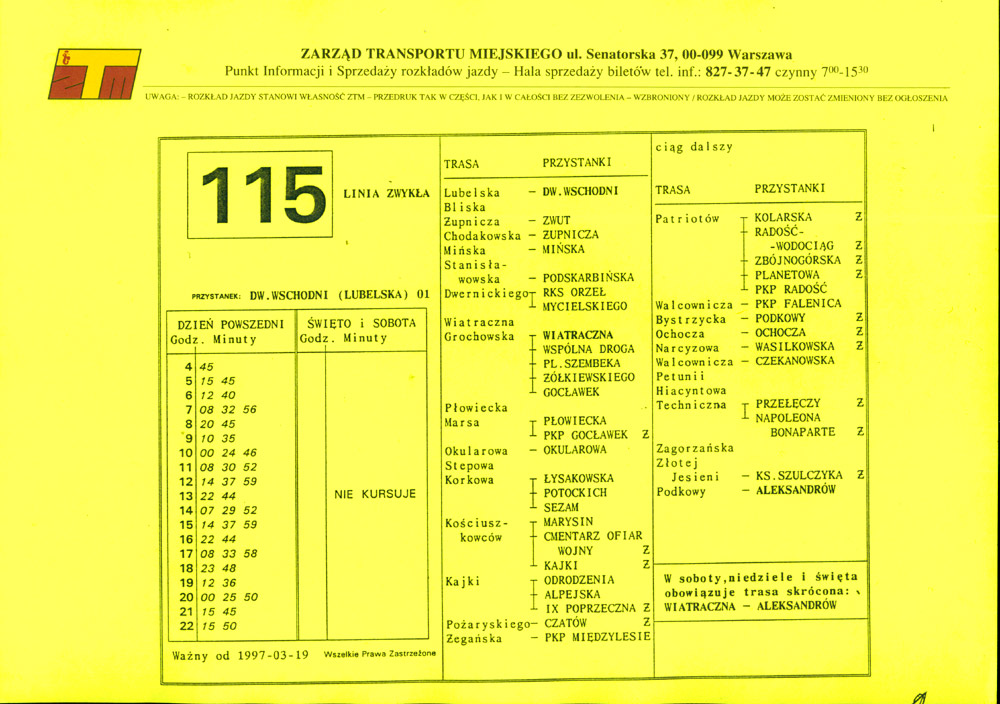 ZARZĄD TRANSPORTU MIEJSKIEGO ul. Senatorska 37, 00-099 Warszawa
Punkt Informacji i Sprzedaży rozkładów jazdy – Hala sprzedaży biletów tel. inf.: 827-37-47 czynny 7⁰⁰-15³⁰
UWAGA: – ROZKŁAD JAZDY STANOWI WŁASNOŚĆ ZTM – PRZEDRUK TAK W CZĘŚCI, JAK I W CAŁOŚCI BEZ ZEZWOLENIA – WZBRONIONY / ROZKŁAD JAZDY MOŻE ZOSTAĆ ZMIENIONY BEZ OGŁOSZENIA
115 LINIA ZWYKŁA
PRZYSTANEK: DW.WSCHODNI (LUBELSKA) 01
DZIEŃ POWSZEDNI ŚWIĘTO i SOBOTA
Godz. Minuty Godz. Minuty
4 45
5 15 45
6 12 40
7 08 32 56
8 20 45
9 10 35
10 00 24 46
11 08 30 52
12 14 37 59
13 22 44 NIE KURSUJE
14 07 29 52
15 14 37 59
16 22 44
17 08 33 58
18 23 48
19 12 36
20 00 25 50
21 15 45
22 15 50
Ważny od 1997-03-19 Wszelkie Prawa Zastrzeżone
TRASA PRZYSTANKI
Lubelska – DW.WSCHODNI
Bliska
Żupnicza – ZWUT
Chodakowska – ŻUPNICZA
Mińska – MIŃSKA
Stanisła-
wowska – PODSKARBIŃSKA
Dwernickiego RKS ORZEŁ
MYCIELSKIEGO
Wiatraczna
Grochowska WIATRACZNA
WSPÓLNA DROGA
PL.SZEMBEKA
ŻÓŁKIEWSKIEGO
GOCŁAWEK
Płowiecka
Marsa PŁOWIECKA
PKP GOCŁAWEK Ż
Okularowa – OKULAROWA
Stepowa
Korkowa ŁYSAKOWSKA
POTOCKICH
SEZAM
Kościusz- MARYSIN
kowców CMENTARZ OFIAR
WOJNY Ż
KAJKI Ż
Kajki ODRODZENIA
ALPEJSKA
IX POPRZECZNA Ż
Pożaryskiego – CZATÓW Ż
Żegańska – PKP MIĘDZYLESIE
ciąg dalszy
TRASA PRZYSTANKI
Patriotów KOLARSKA Ż
RADOŚĆ-
-WODOCIĄG Ż
ZBÓJNOGÓRSKA Ż
PLANETOWA Ż
PKP RADOŚĆ
Walcownicza – PKP FALENICA
Bystrzycka – PODKOWY Ż
Ochocza – OCHOCZA Ż
Narcyzowa – WASILKOWSKA Ż
Walcownicza – CZEKANOWSKA
Petunii
Hiacyntowa
Techniczna PRZEŁĘCZY Ż
NAPOLEONA
BONAPARTE Ż
Zagorzańska
Złotej
Jesieni – KS.SZULCZYKA Ż
Podkowy – ALEKSANDRÓW
W soboty,niedziele i święta
obowiązuje trasa skrócona:
WIATRACZNA – ALEKSANDRÓW